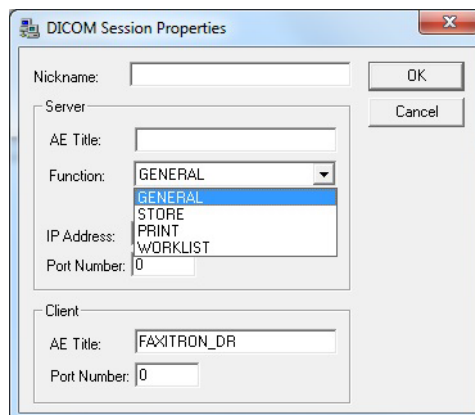 DICOM Session Properties
Nickname:
OK
Cancel
Server
AE Title:
Function: GENERAL
GENERAL
STORE
PRINT
WORKLIST
IP Address:
Port Number: 0
Client
AE Title: FAXITRON_DR
Port Number: 0